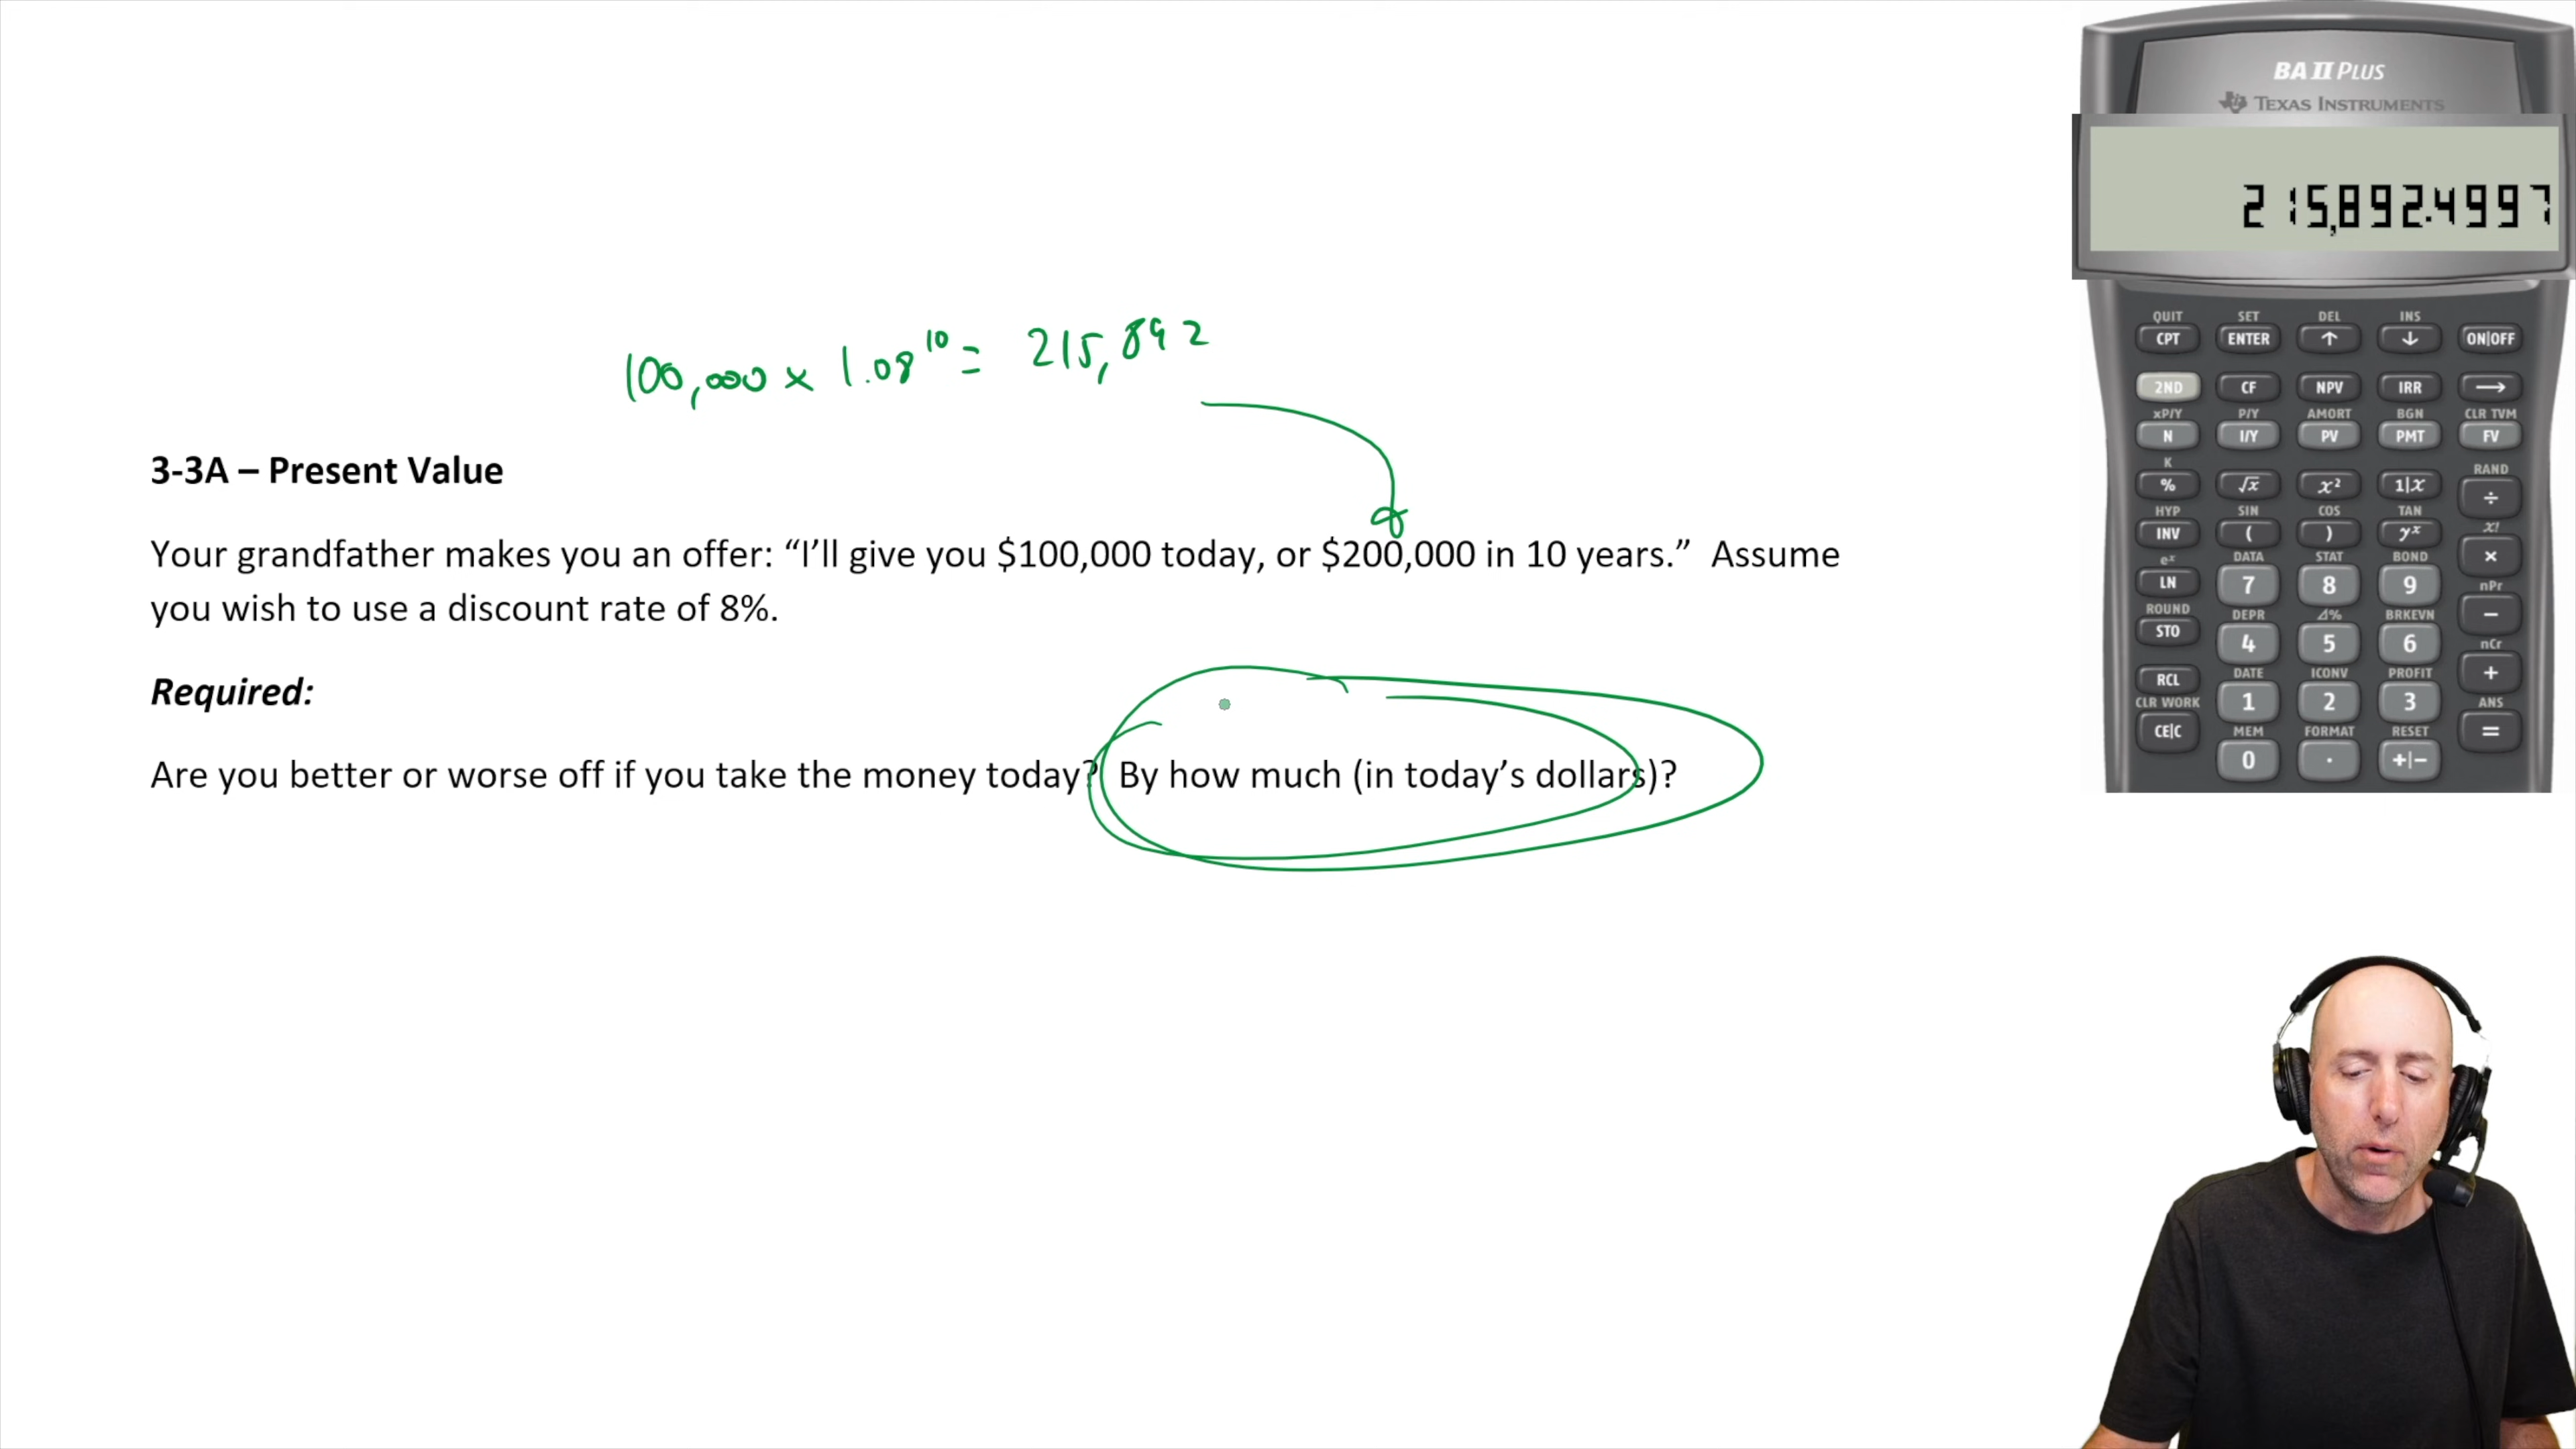 100,000 x 1.08^10 = 215,892
3-3A – Present Value
Your grandfather makes you an offer: “I’ll give you $100,000 today, or $200,000 in 10 years.” Assume
you wish to use a discount rate of 8%.
Required:
Are you better or worse off if you take the money today? By how much (in today’s dollars)?
BA II PLUS
TEXAS INSTRUMENTS
215,892.4997
QUIT SET DEL INS
CPT ENTER ↑ ↓ ON|OFF
2ND CF NPV IRR →
xP/Y P/Y AMORT BGN CLR TVM
N I/Y PV PMT FV
K RAND
% √x x² 1|x ÷
HYP SIN COS TAN x!
INV ( ) yˣ ×
eˣ DATA STAT BOND nPr
LN 7 8 9 −
ROUND DEPR Δ% BRKEVN nCr
STO 4 5 6 +
DATE ICONV PROFIT
RCL 1 2 3
CLR WORK ANS
CE|C =
MEM FORMAT RESET
0 . +|−